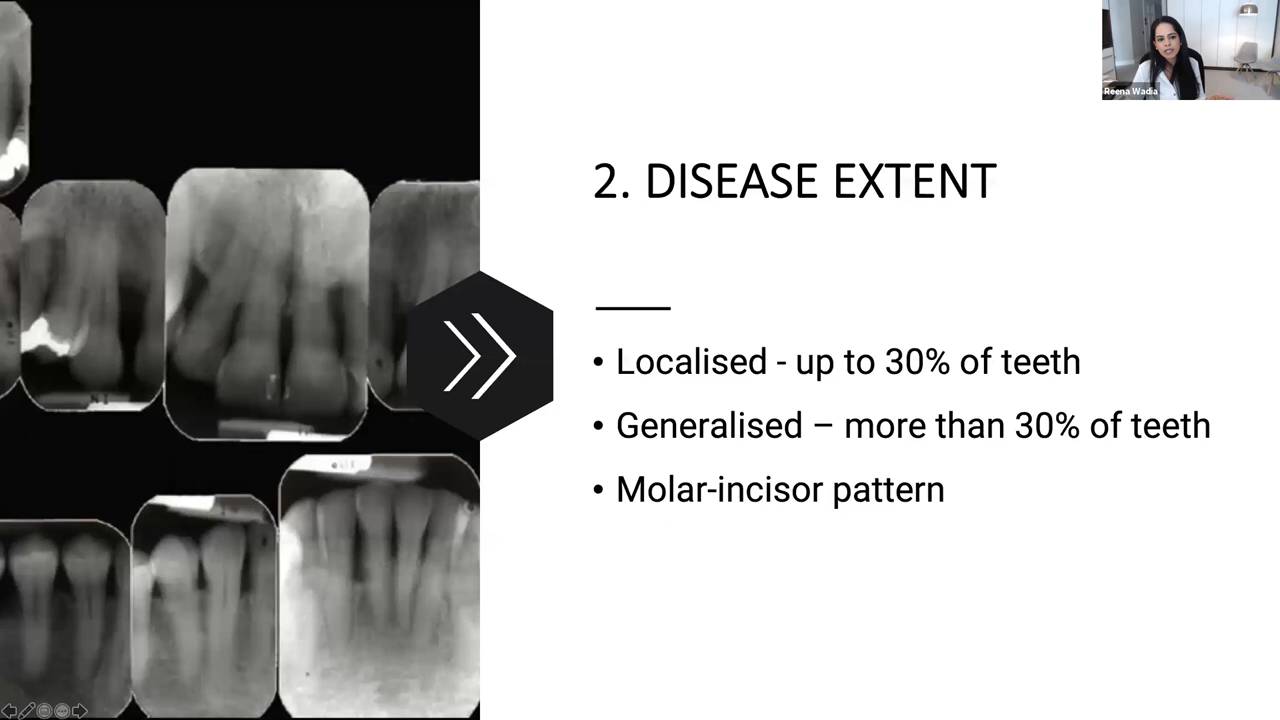 Reena Wadia
2. DISEASE EXTENT
• Localised - up to 30% of teeth
• Generalised – more than 30% of teeth
• Molar-incisor pattern